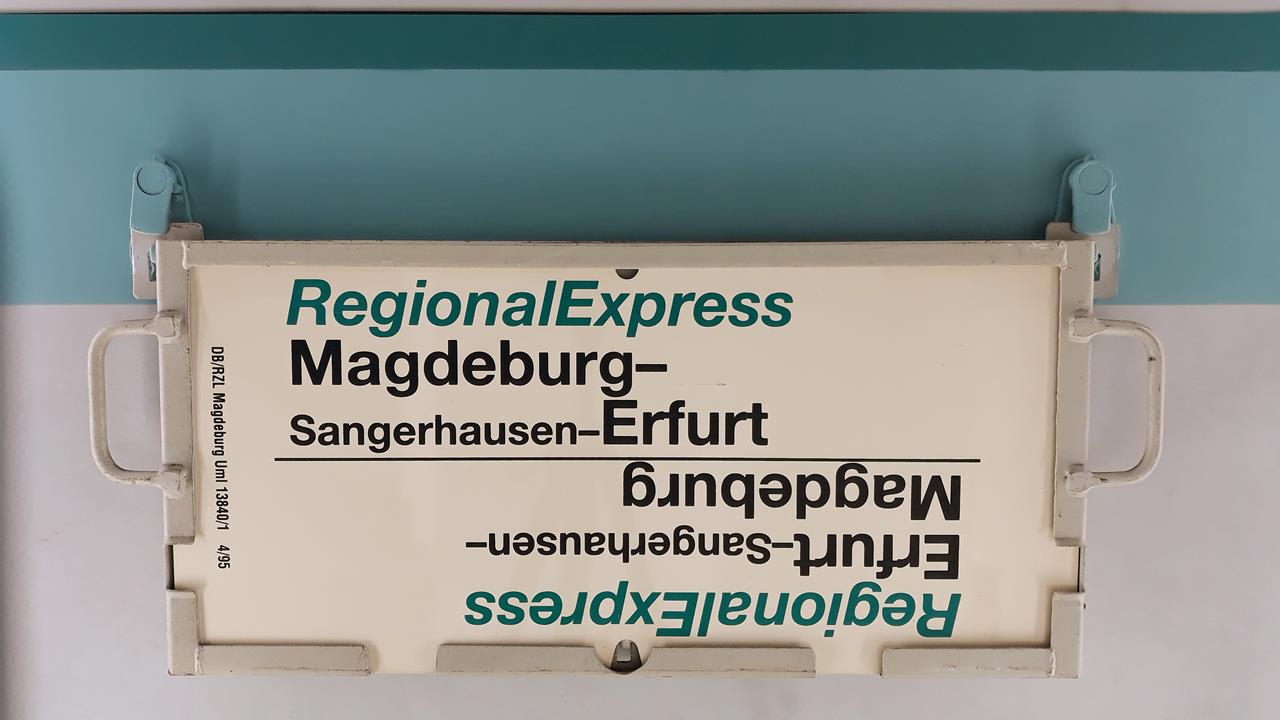 RegionalExpress
Magdeburg–
Sangerhausen–Erfurt
RegionalExpress
Erfurt–Sangerhausen–
Magdeburg
DB/RZL Magdeburg Uml 13840/1 4/95